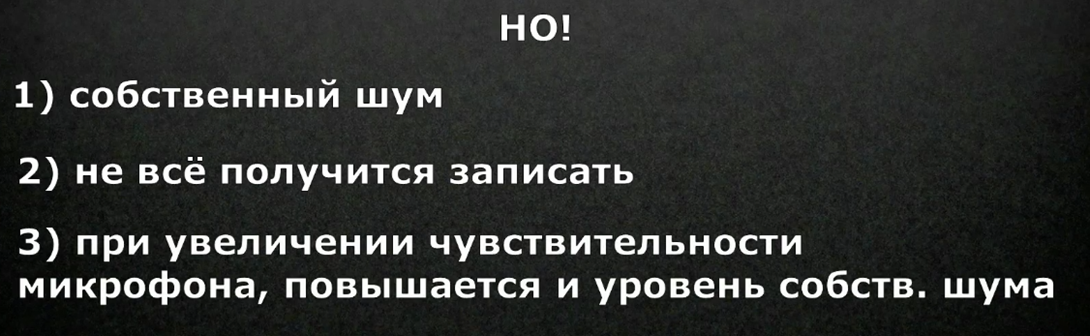 НО!
1) собственный шум
2) не всё получится записать
3) при увеличении чувствительности
микрофона, повышается и уровень собств. шума